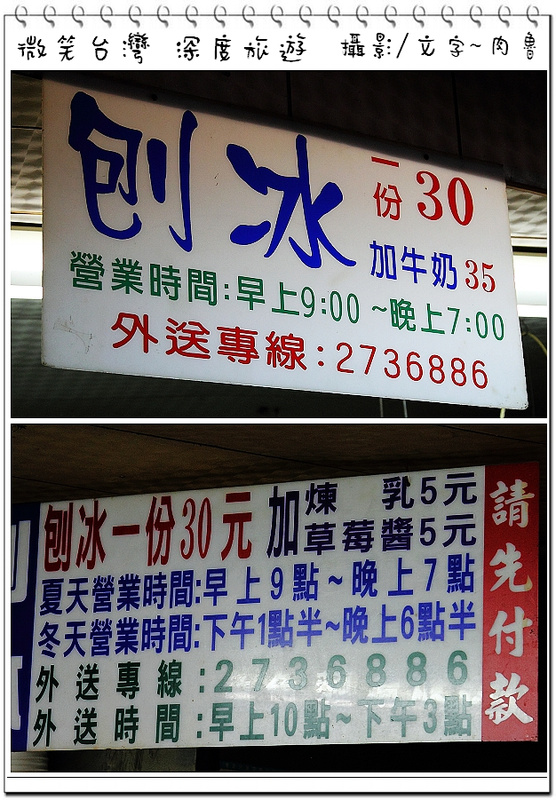 微笑台灣 深度旅遊 攝影/文字~肉魯
刨冰 一份30
加牛奶35
營業時間:早上9:00~晚上7:00
外送專線:2736886
刨冰一份30元 加煉乳5元
草莓醬5元
夏天營業時間:早上9點~晚上7點
冬天營業時間:下午1點半~晚上6點半
外送專線:2736886
外送時間:早上10點~下午3點
請先付款